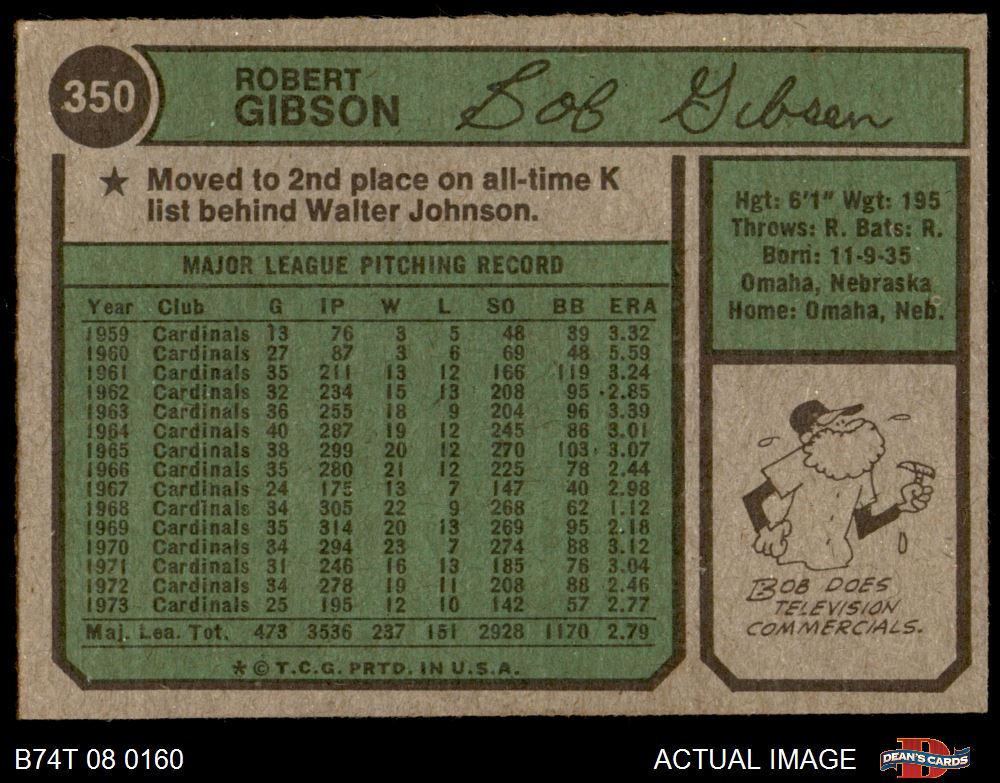 350
ROBERT
GIBSON
Bob Gibson
★ Moved to 2nd place on all-time K
list behind Walter Johnson.
MAJOR LEAGUE PITCHING RECORD
Year Club G IP W L SO BB ERA
1959 Cardinals 13 76 3 5 48 39 3.32
1960 Cardinals 27 87 3 6 69 48 5.59
1961 Cardinals 35 211 13 12 166 119 3.24
1962 Cardinals 32 234 15 13 208 95 2.85
1963 Cardinals 36 255 18 9 204 96 3.39
1964 Cardinals 40 287 19 12 245 86 3.01
1965 Cardinals 38 299 20 12 270 103 3.07
1966 Cardinals 35 280 21 12 225 78 2.44
1967 Cardinals 24 175 13 7 147 40 2.98
1968 Cardinals 34 305 22 9 268 62 1.12
1969 Cardinals 35 314 20 13 269 95 2.18
1970 Cardinals 34 294 23 7 274 88 3.12
1971 Cardinals 31 246 16 13 185 76 3.04
1972 Cardinals 34 278 19 11 208 88 2.46
1973 Cardinals 25 195 12 10 142 57 2.77
Maj. Lea. Tot. 473 3536 237 151 2928 1170 2.79
* © T.C.G. PRTD. IN U.S.A.
Hgt: 6'1" Wgt: 195
Throws: R. Bats: R.
Born: 11-9-35
Omaha, Nebraska
Home: Omaha, Neb.
BOB DOES
TELEVISION
COMMERCIALS.
B74T 08 0160
ACTUAL IMAGE
D
DEAN'S CARDS